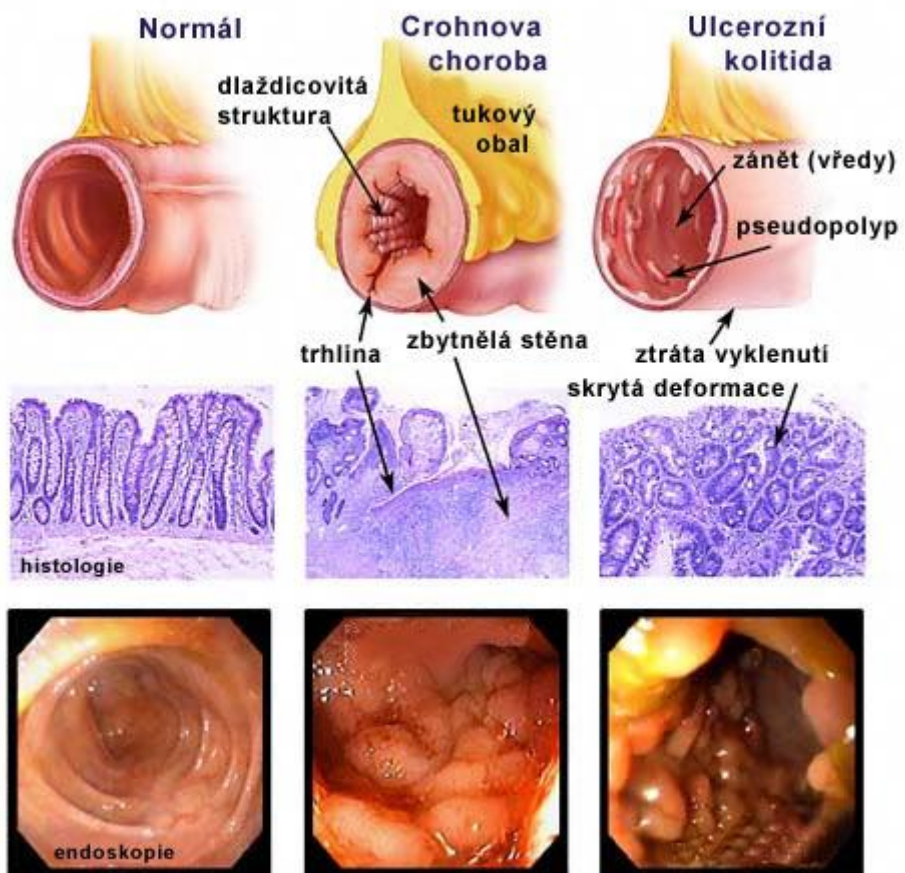 Normál
Crohnova
choroba
Ulcerozní
kolitida
dlaždicovitá
struktura
tukový
obal
zánět (vředy)
pseudopolyp
trhlina
zbytnělá stěna
ztráta vyklenutí
skrytá deformace
histologie
endoskopie